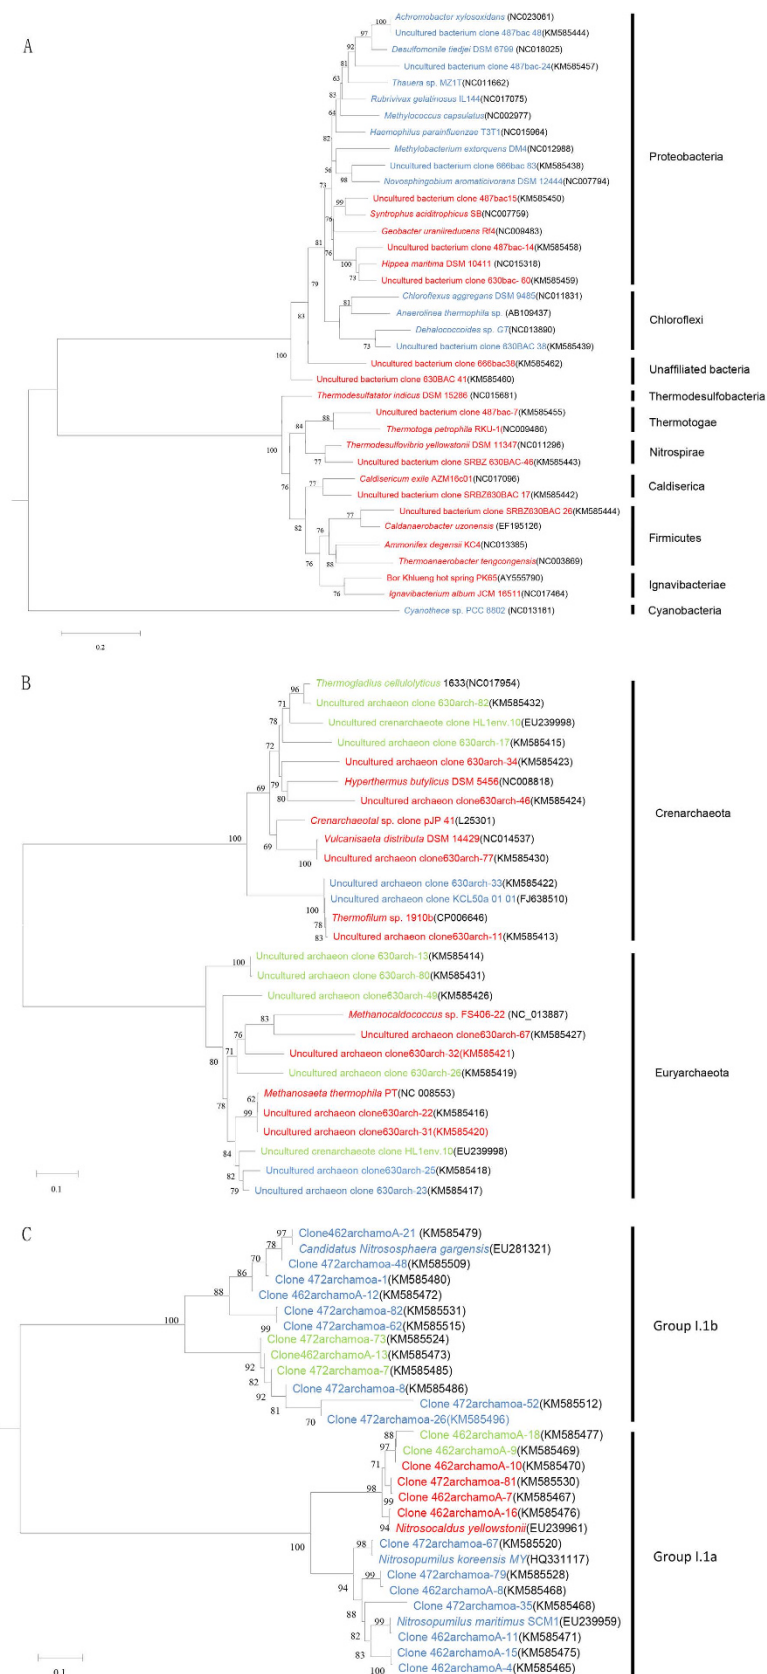 A
Achromobacter xylosoxidans (NC023061)
100
Uncultured bacterium clone 487bac 48(KM585444)
97
Desulfomonile tiedjei DSM 6799 (NC018025)
92
Uncultured bacterium clone 487bac-24(KM585457)
81
Thauera sp. MZ1T(NC011662)
63
Rubrivivax gelatinosus IL144(NC017075)
83
Methylococcus capsulatus(NC002977)
64
Haemophilus parainfluenzae T3T1(NC015964)
82
Methylobacterium extorquens DM4(NC012988)
Proteobacteria
Uncultured bacterium clone 666bac 83(KM585438)
56
Novosphingobium aromaticivorans DSM 12444(NC007794)
98
73
Uncultured bacterium clone 487bac15(KM585450)
99
Syntrophus aciditrophicus SB(NC007759)
76
Geobacter uraniireducens Rf4(NC009483)
81
Uncultured bacterium clone 487bac-14(KM585458)
76
Hippea maritima DSM 10411 (NC015318)
100
Uncultured bacterium clone 630bac- 60(KM585459)
73
79
Chloroflexus aggregans DSM 9485(NC011831)
81
Anaerolinea thermophila sp. (AB109437)
83
Chloroflexi
Dehalococcoides sp. GT(NC013890)
Uncultured bacterium clone 630BAC 38(KM585439)
73
100
Uncultured bacterium clone 666bac38(KM585462)
Unaffiliated bacteria
Uncultured bacterium clone 630BAC 41(KM585460)
Thermodesulfatator indicus DSM 15286 (NC015681)
Thermodesulfobacteria
Uncultured bacterium clone 487bac-7(KM585455)
88
Thermotogae
84
Thermotoga petrophila RKU-1(NC009486)
Thermodesulfovibrio yellowstonii DSM 11347(NC011296)
100
Nitrospirae
77
Uncultured bacterium clone SRBZ 630BAC-46(KM585443)
Caldisericum exile AZM16c01(NC017096)
77
76
Caldiserica
Uncultured bacterium clone SRBZ630BAC 17(KM585442)
Uncultured bacterium clone SRBZ630BAC 26(KM585444)
77
82
Caldanaerobacter uzonensis (EF195126)
76
Firmicutes
Ammonifex degensii KC4(NC013385)
76
88
Thermoanaerobacter tengcongensis(NC003869)
Bor Khlueng hot spring PK65(AY555790)
Ignavibacteriae
76
Ignavibacterium album JCM 16511(NC017464)
Cyanothece sp. PCC 8802 (NC013161)
Cyanobacteria
0.2
B
Thermogladius cellulolyticus 1633(NC017954)
96
71
Uncultured archaeon clone 630arch-82(KM585432)
78
Uncultured crenarchaeote clone HL1env.10(EU239998)
72
Uncultured archaeon clone 630arch-17(KM585415)
Uncultured archaeon clone 630arch-34(KM585423)
79
Hyperthermus butylicus DSM 5456(NC008818)
69
80
Uncultured archaeon clone630arch-46(KM585424)
Crenarchaeota
Crenarchaeotal sp. clone pJP 41(L25301)
100
69
Vulcanisaeta distributa DSM 14429(NC014537)
100
Uncultured archaeon clone630arch-77(KM585430)
Uncultured archaeon clone 630arch-33(KM585422)
Uncultured archaeon clone KCL50a 01 01(FJ638510)
100
Thermofilum sp. 1910b(CP006646)
78
83
Uncultured archaeon clone630arch-11(KM585413)
Uncultured archaeon clone 630arch-13(KM585414)
100
Uncultured archaeon clone 630arch-80(KM585431)
Uncultured archaeon clone630arch-49(KM585426)
Methanocaldococcus sp. FS406-22 (NC_013887)
83
76
Uncultured archaeon clone630arch-67(KM585427)
71
Uncultured archaeon clone630arch-32(KM585421)
80
Uncultured archaeon clone 630arch-26(KM585419)
Euryarchaeota
Methanosaeta thermophila PT(NC 008553)
62
78
99
Uncultured archaeon clone630arch-22(KM585416)
Uncultured archaeon clone630arch-31(KM585420)
84
Uncultured crenarchaeote clone HL1env.10(EU239998)
82
Uncultured archaeon clone630arch-25(KM585418)
0.1
79
Uncultured archaeon clone 630arch-23(KM585417)
C
97
Clone462archamoA-21 (KM585479)
78
Candidatus Nitrososphaera gargensis(EU281321)
70
Clone 472archamoa-48(KM585509)
86
Clone 472archamoa-1(KM585480)
88
Clone 462archamoA-12(KM585472)
Clone 472archamoa-82(KM585531)
100
Clone 472archamoa-62(KM585515)
99
Group I.1b
Clone 472archamoa-73(KM585524)
Clone462archamoA-13(KM585473)
92
Clone 472archamoa-7(KM585485)
82
Clone 472archamoa-8(KM585486)
92
Clone 472archamoa-52(KM585512)
81
70
Clone 472archamoa-26(KM585496)
88
Clone 462archamoA-18(KM585477)
97
Clone 462archamoA-9(KM585469)
71
Clone 462archamoA-10(KM585470)
98
Clone 472archamoa-81(KM585530)
99
Clone 462archamoA-7(KM585467)
Clone 462archamoA-16(KM585476)
94
Nitrosocaldus yellowstonii(EU239961)
100
98
Clone 472archamoa-67(KM585520)
Nitrosopumilus koreensis MY(HQ331117)
Group I.1a
99
Clone 472archamoa-79(KM585528)
94
Clone 462archamoA-8(KM585468)
Clone 472archamoa-35(KM585468)
88
99
Nitrosopumilus maritimus SCM1(EU239959)
82
Clone 462archamoA-11(KM585471)
83
Clone 462archamoA-15(KM585475)
100
Clone 462archamoA-4(KM585465)
0.1